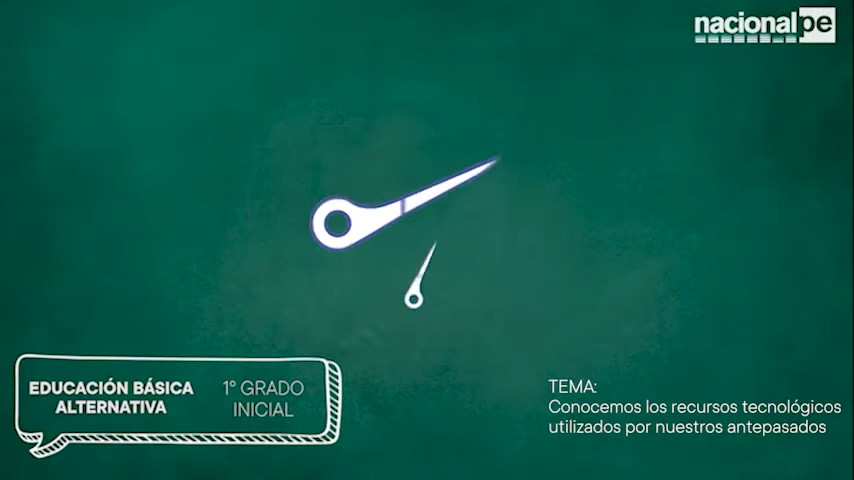 nacionalpe
EDUCACIÓN BÁSICA
ALTERNATIVA
1° GRADO
INICIAL
TEMA:
Conocemos los recursos tecnológicos
utilizados por nuestros antepasados